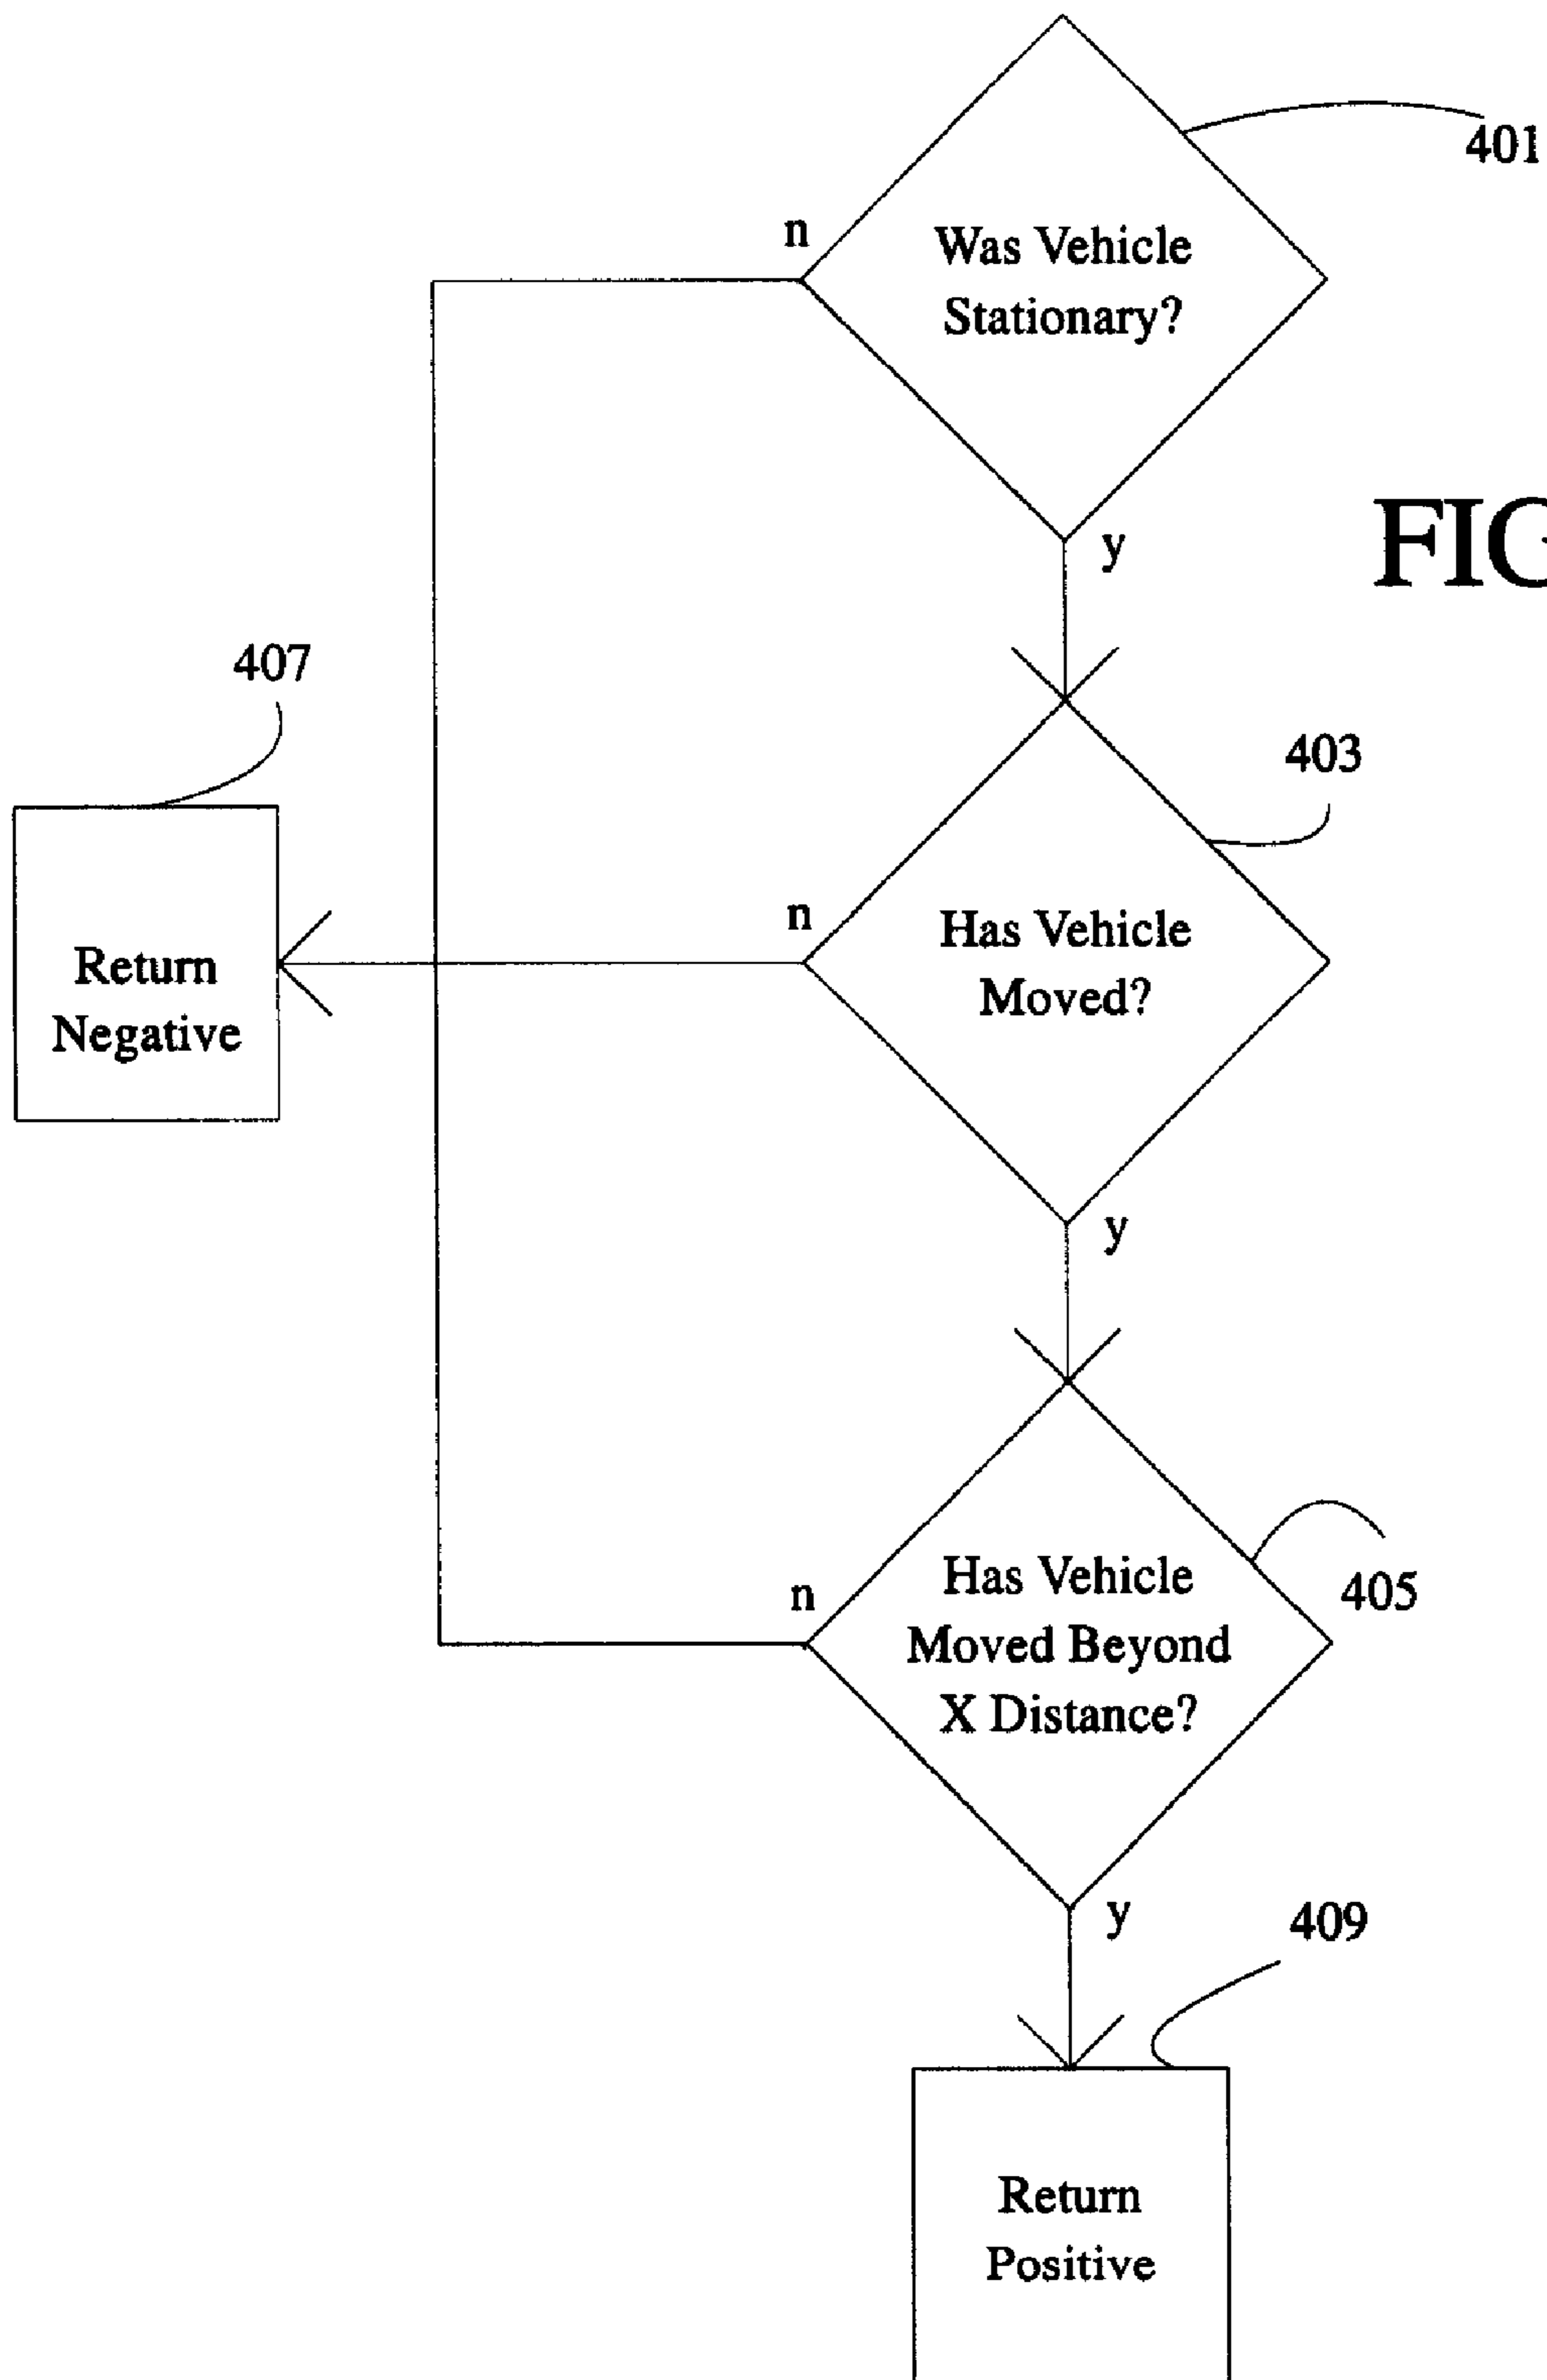 401
n
Was Vehicle
Stationary?
y
FIG
407
403
n
Has Vehicle
Moved?
Return
Negative
y
n
Has Vehicle
Moved Beyond
X Distance?
405
y
409
Return
Positive